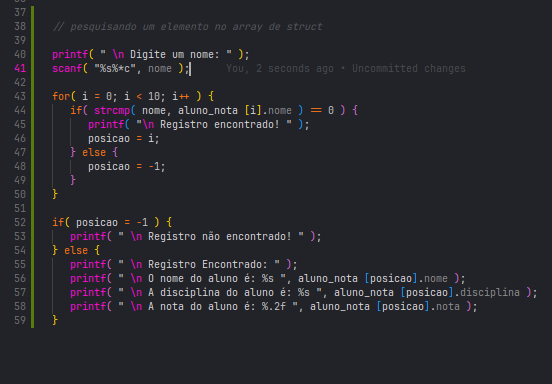 37
38 // pesquisando um elemento no array de struct
39
40 printf( " \n Digite um nome: " );
41 scanf( "%s%*c", nome ); You, 2 seconds ago • Uncommitted changes
42
43 for( i = 0; i < 10; i++ ) {
44 if( strcmp( nome, aluno_nota [i].nome ) == 0 ) {
45 printf( "\n Registro encontrado! " );
46 posicao = i;
47 } else {
48 posicao = -1;
49 }
50 }
51
52 if( posicao = -1 ) {
53 printf( " \n Registro não encontrado! " );
54 } else {
55 printf( " \n Registro Encontrado: " );
56 printf( " \n O nome do aluno é: %s ", aluno_nota [posicao].nome );
57 printf( " \n A disciplina do aluno é: %s ", aluno_nota [posicao].disciplina );
58 printf( " \n A nota do aluno é: %.2f ", aluno_nota [posicao].nota );
59 }